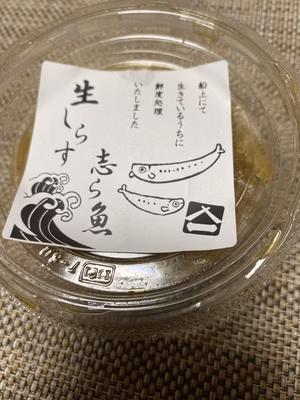 船上にて
生きているうちに
鮮度処理
いたしました
生しらす
志ら魚